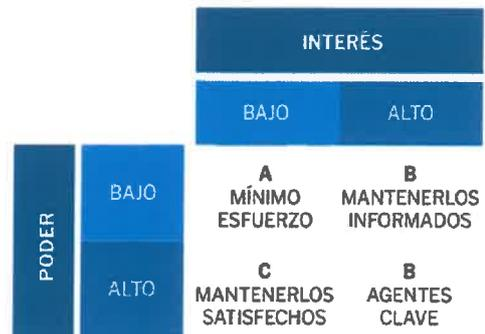 INTERÉS
BAJO
ALTO
PODER
BAJO
A
MÍNIMO
ESFUERZO
B
MANTENERLOS
INFORMADOS
ALTO
C
MANTENERLOS
SATISFECHOS
B
AGENTES
CLAVE